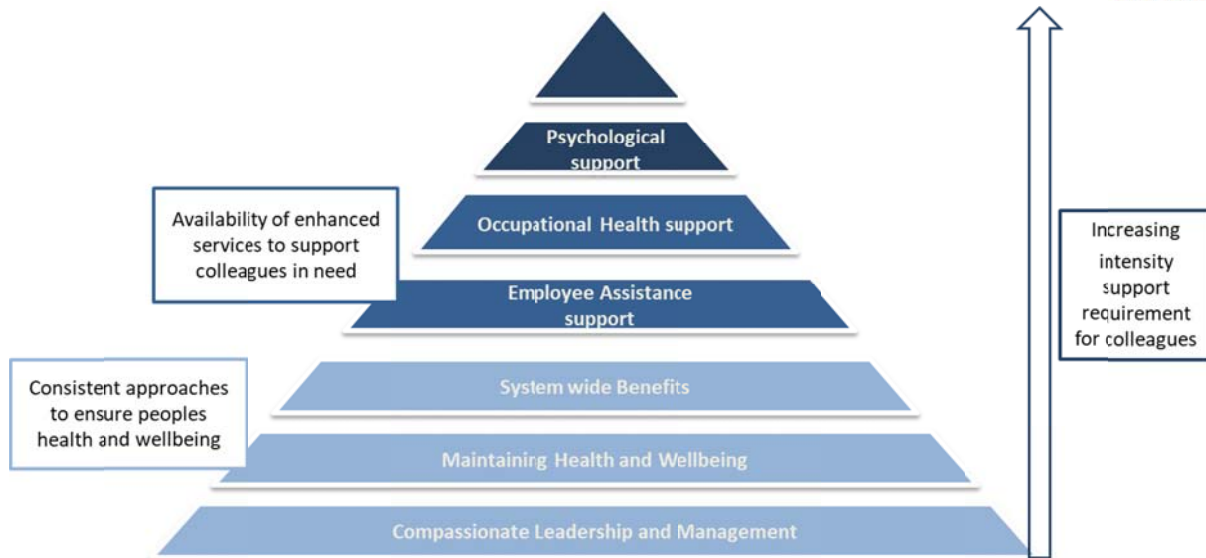 Psychological
support
Availability of enhanced
services to support
colleagues in need
Occupational Health support
Employee Assistance
support
Increasing
intensity
support
requirement
for colleagues
Consistent approaches
to ensure peoples
health and wellbeing
System wide Benefits
Maintaining Health and Wellbeing
Compassionate Leadership and Management